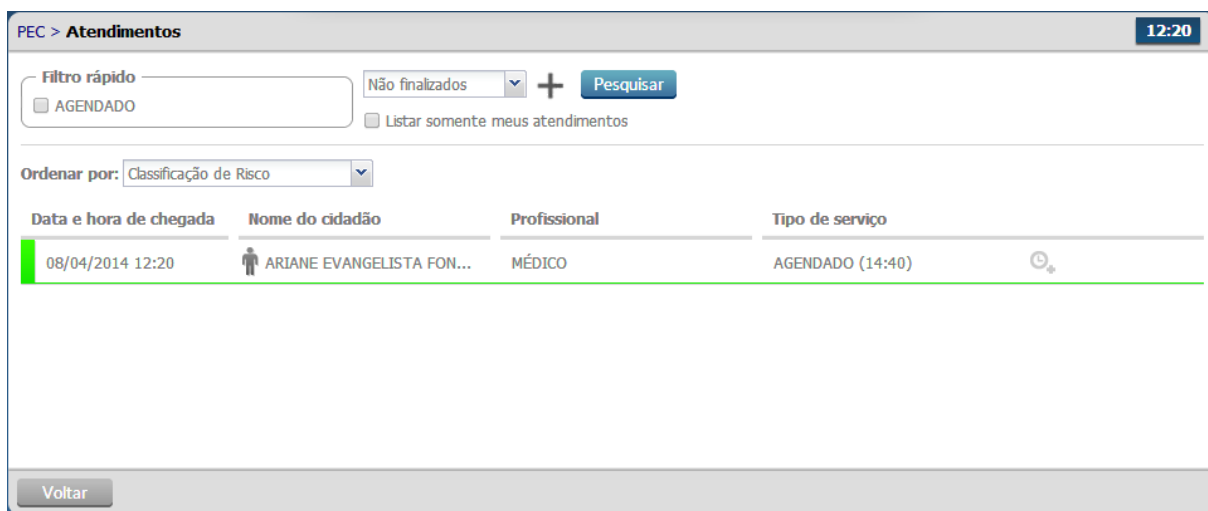 PEC > Atendimentos 12:20
Filtro rápido
AGENDADO
Não finalizados Pesquisar
Listar somente meus atendimentos
Ordenar por: Classificação de Risco
Data e hora de chegada Nome do cidadão Profissional Tipo de serviço
08/04/2014 12:20 ARIANE EVANGELISTA FON... MÉDICO AGENDADO (14:40)
Voltar